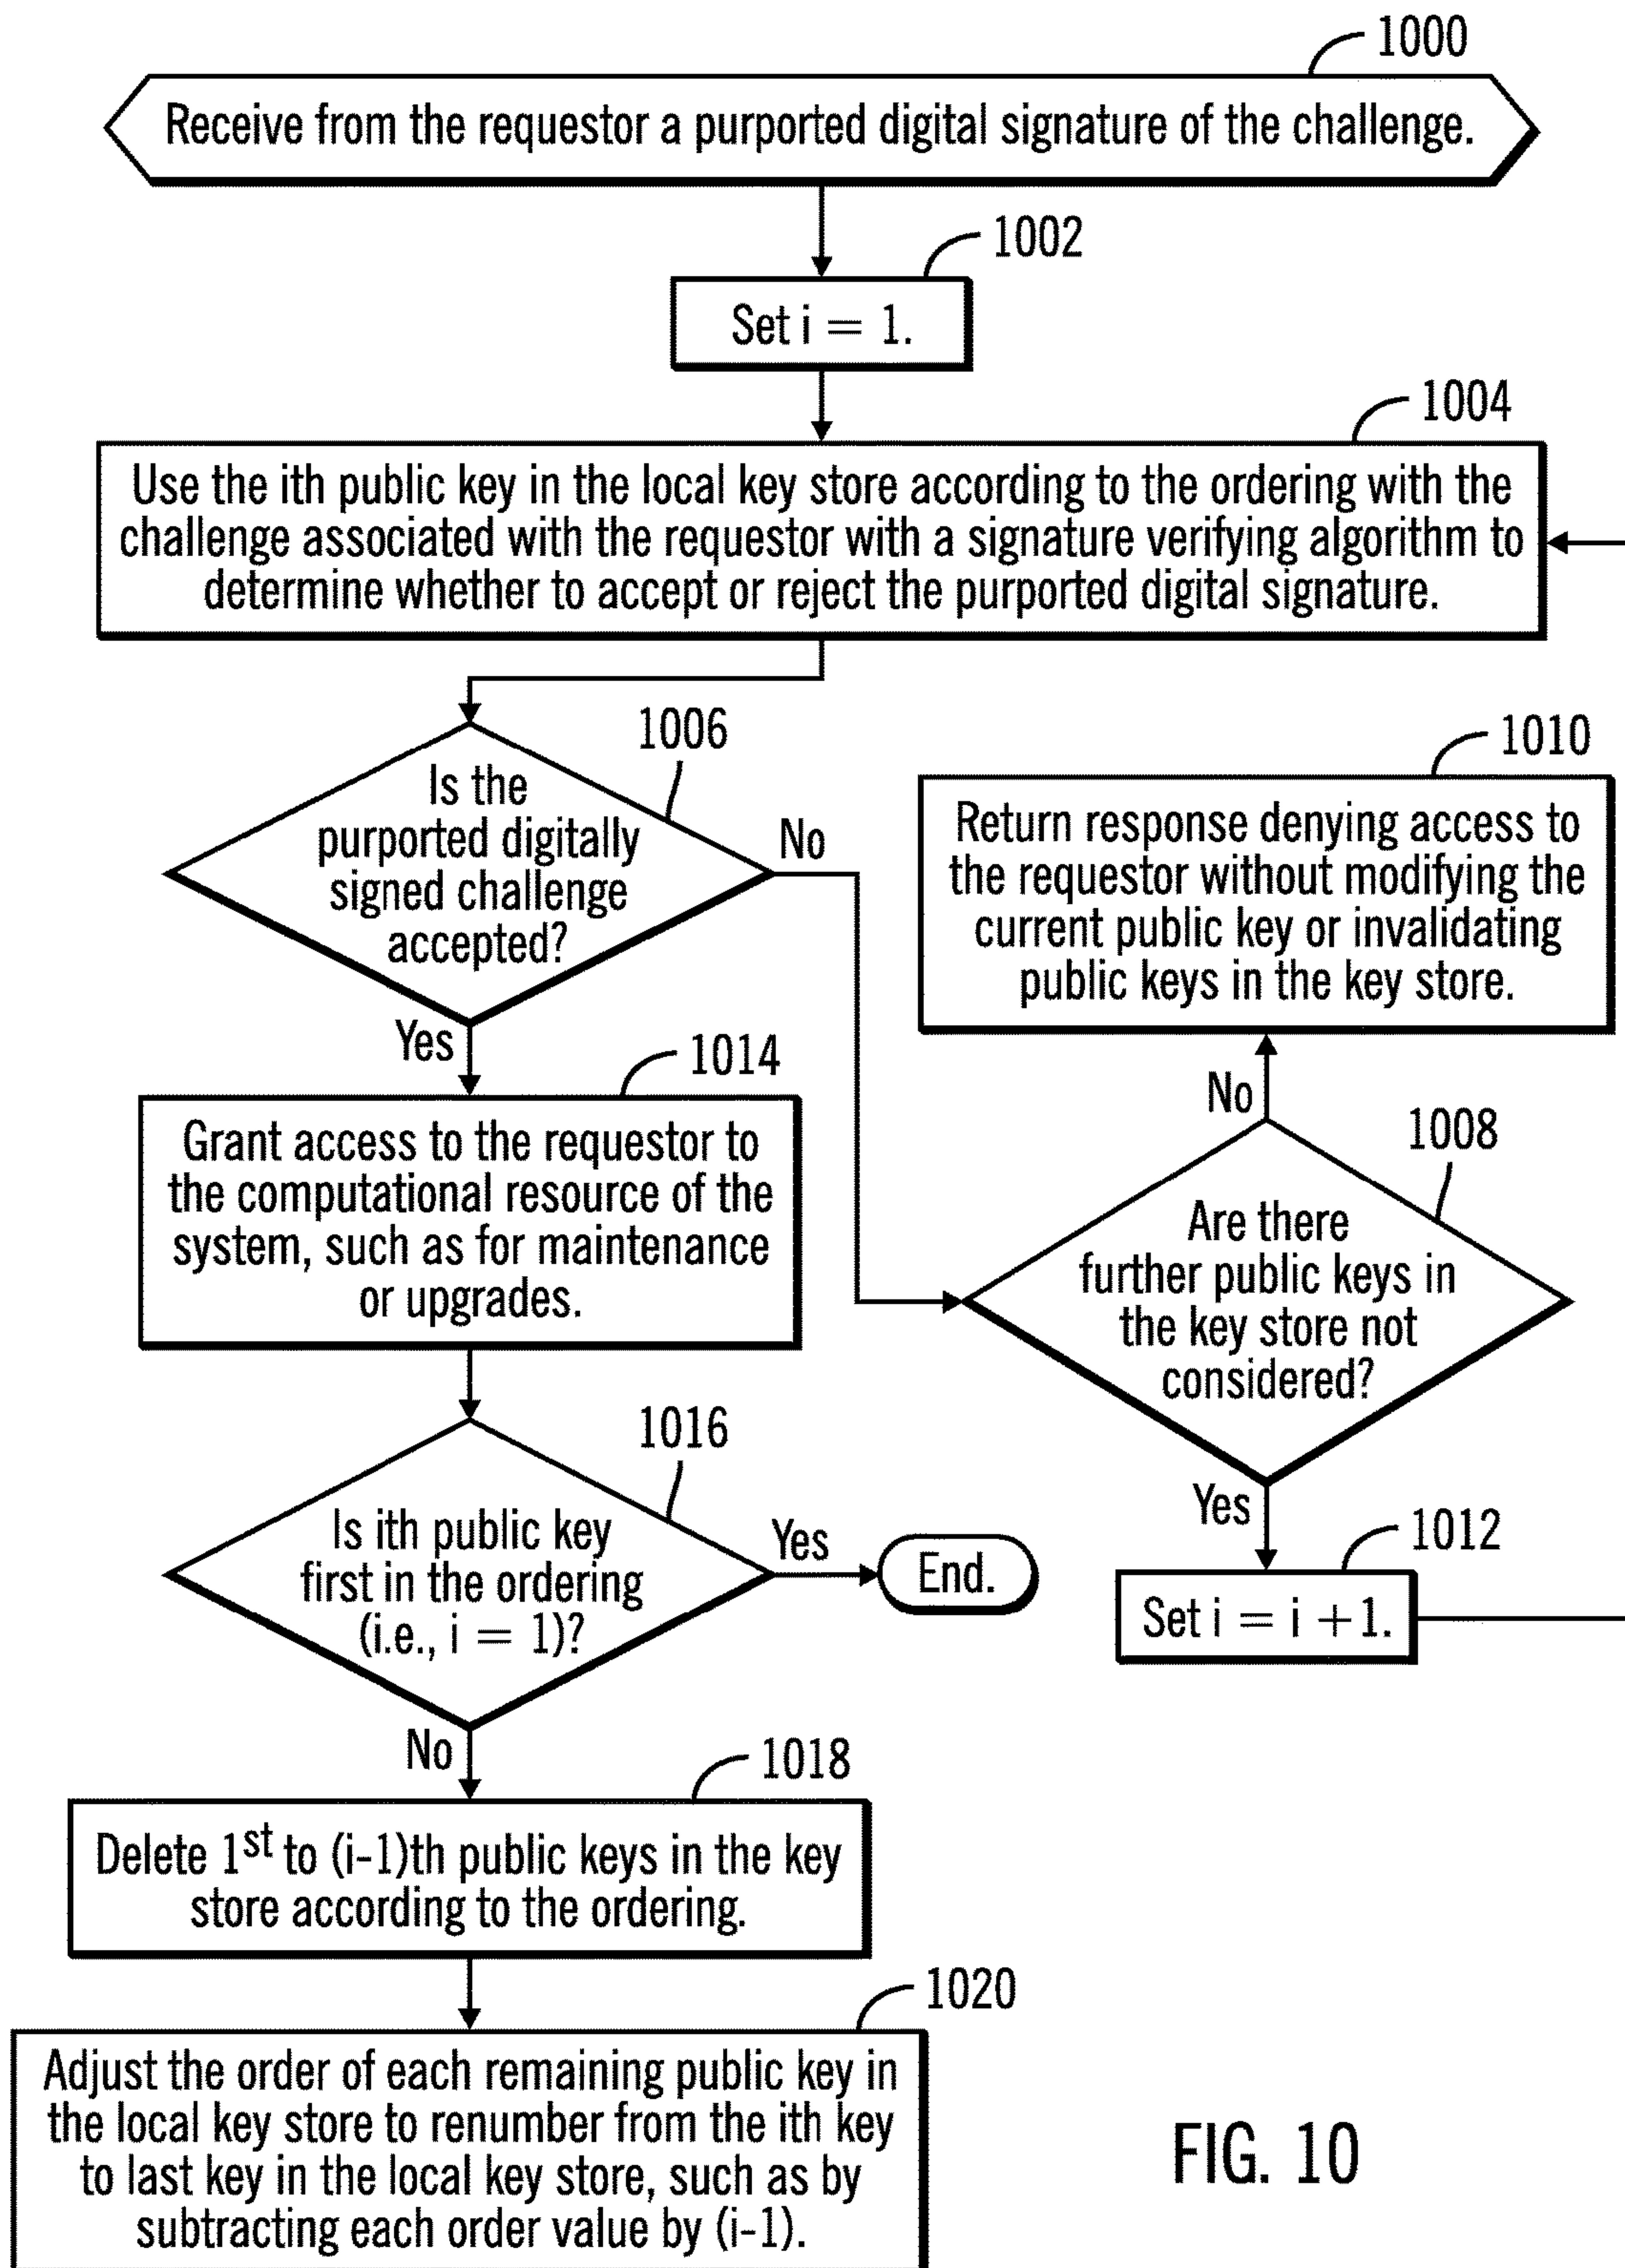 1000
Receive from the requestor a purported digital signature of the challenge.
1002
Set i = 1.
1004
Use the ith public key in the local key store according to the ordering with the
challenge associated with the requestor with a signature verifying algorithm to
determine whether to accept or reject the purported digital signature.
1006
Is the
purported digitally
signed challenge
accepted?
No
Yes
1010
Return response denying access to
the requestor without modifying the
current public key or invalidating
public keys in the key store.
No
1008
Are there
further public keys in
the key store not
considered?
Yes
1012
Set i = i +1.
1014
Grant access to the requestor to
the computational resource of the
system, such as for maintenance
or upgrades.
1016
Is ith public key
first in the ordering
(i.e., i = 1)?
Yes
End.
No
1018
Delete 1st to (i-1)th public keys in the key
store according to the ordering.
1020
Adjust the order of each remaining public key in
the local key store to renumber from the ith key
to last key in the local key store, such as by
subtracting each order value by (i-1).
FIG. 10